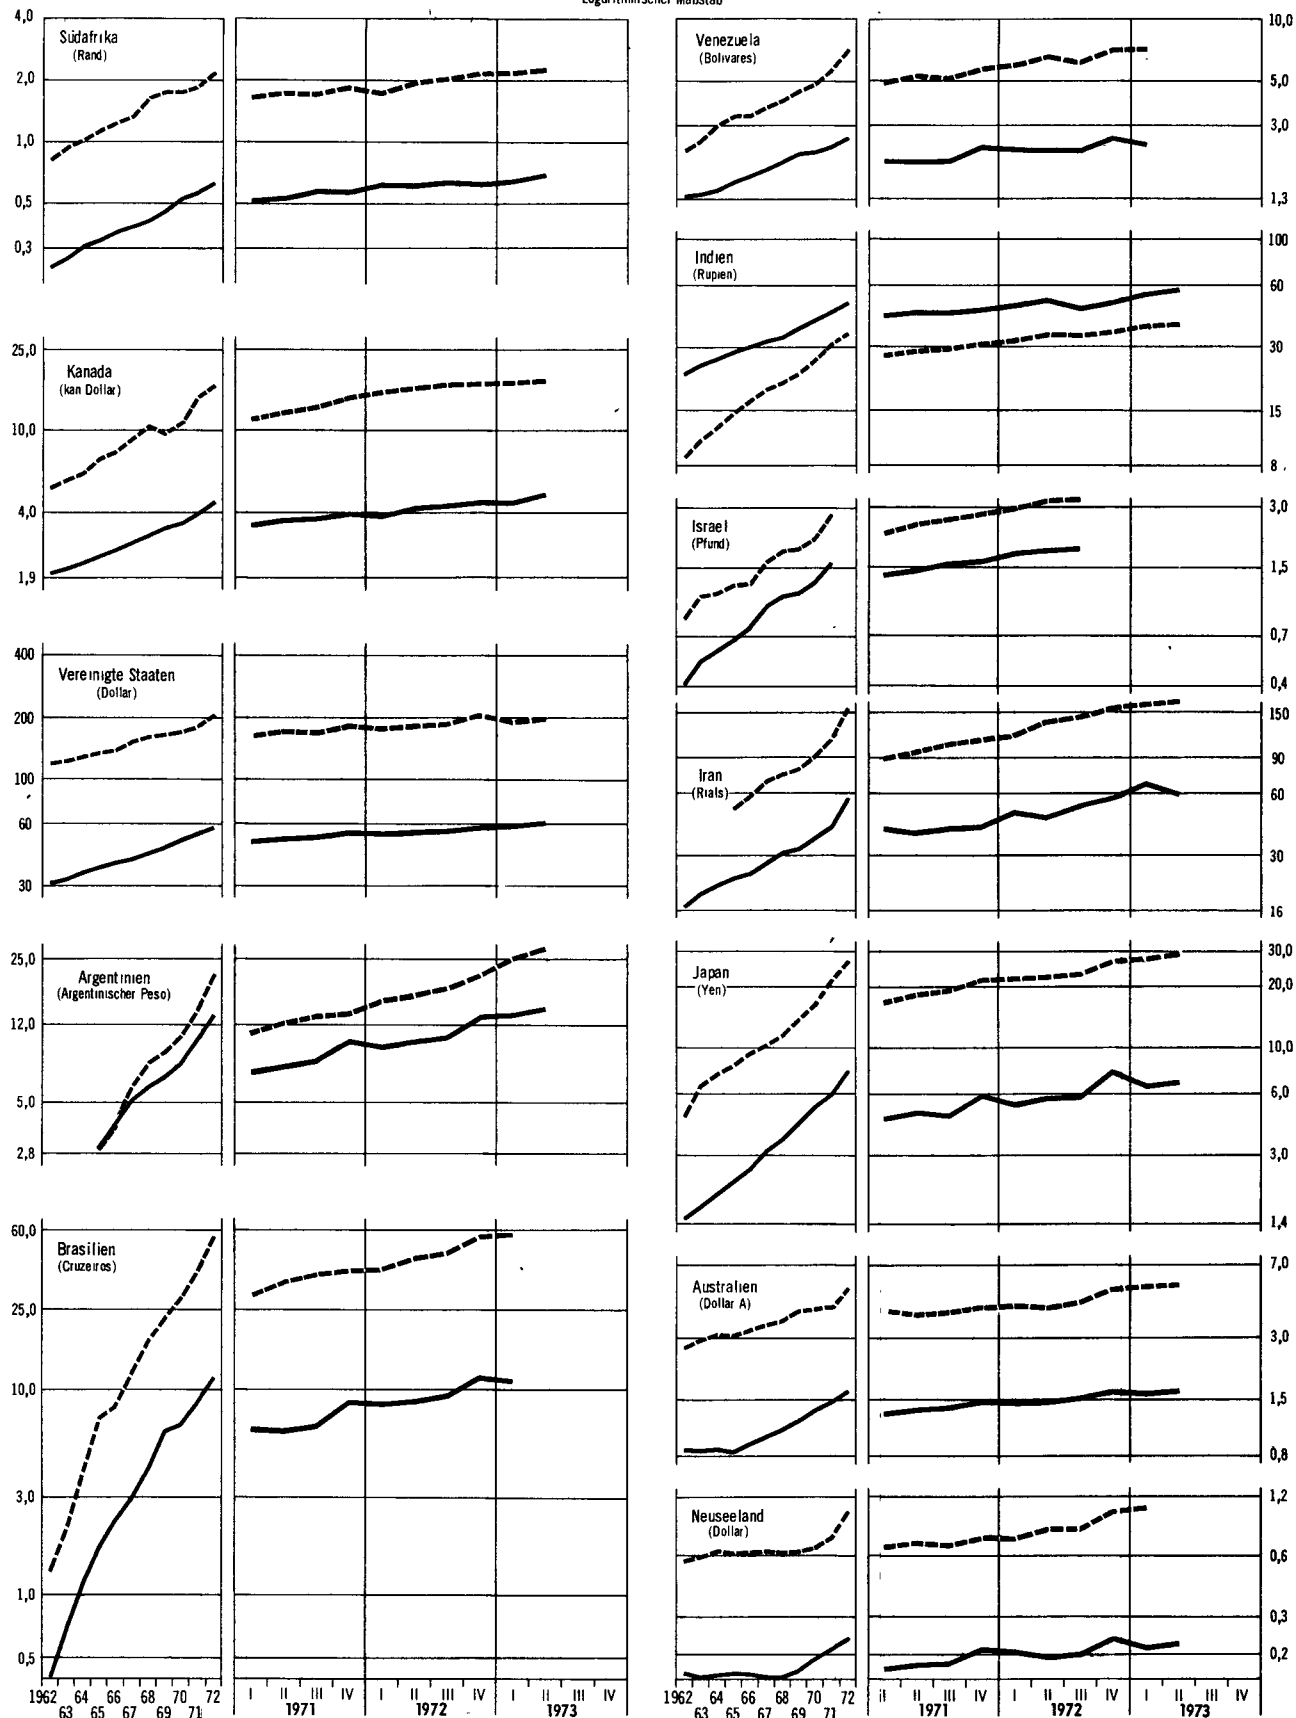 Logarithmischer Maßstab
4,0
Südafrika
(Rand)
2,0
1,0
0,5
0,3
25,0
Kanada
(kan Dollar)
10,0
4,0
1,9
400
Vereinigte Staaten
(Dollar)
200
100
60
30
25,0
Argentinien
(Argentinischer Peso)
12,0
5,0
2,8
60,0
Brasilien
(Cruzeiros)
25,0
10,0
3,0
1,0
0,5
1962 64 66 68 70 72 I II III IV I II III IV I II III IV
63 65 67 69 71 1971 1972 1973
10,0
Venezuela
(Bolivares)
5,0
3,0
1,3
100
Indien
(Rupien)
60
30
15
8
3,0
Israel
(Pfund)
1,5
0,7
0,4
150
90
Iran
(Rials)
60
30
16
30,0
Japan
(Yen)
20,0
10,0
6,0
3,0
1,4
7,0
Australien
(Dollar A)
3,0
1,5
0,8
1,2
Neuseeland
(Dollar)
0,6
0,3
0,2
1962 64 66 68 70 72 II III IV I II III IV I II III IV
63 65 67 69 71 1971 1972 1973